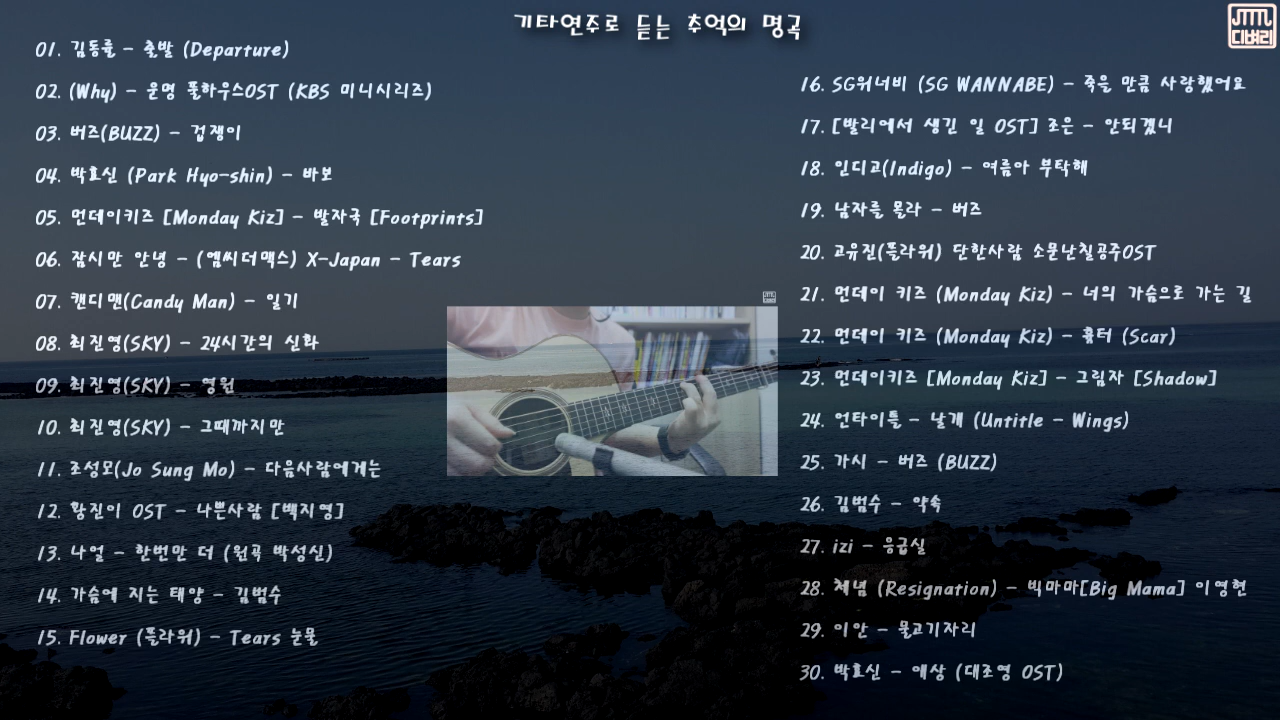 기타연주로 듣는 추억의 명곡
디벼리
01. 김동률 - 출발 (Departure)
02. (Why) - 운명 풀하우스OST (KBS 미니시리즈)
03. 버즈(BUZZ) - 겁쟁이
04. 박효신 (Park Hyo-shin) - 바보
05. 먼데이키즈 [Monday Kiz] - 발자국 [Footprints]
06. 잠시만 안녕 - (엠씨더맥스) X-Japan - Tears
07. 캔디맨(Candy Man) - 일기
08. 최진영(SKY) - 24시간의 신화
09. 최진영(SKY) - 영원
10. 최진영(SKY) - 그때까지만
11. 조성모(Jo Sung Mo) - 다음사람에게는
12. 황진이 OST - 나쁜사람 [백지영]
13. 나얼 - 한번만 더 (원곡 박성신)
14. 가슴에 지는 태양 - 김범수
15. Flower (플라워) - Tears 눈물
16. SG워너비 (SG WANNABE) - 죽을 만큼 사랑했어요
17. [발리에서 생긴 일 OST] 조은 - 안되겠니
18. 인디고(Indigo) - 여름아 부탁해
19. 남자를 몰라 - 버즈
20. 고유진(플라워) 단한사람 소문난칠공주OST
21. 먼데이 키즈 (Monday Kiz) - 너의 가슴으로 가는 길
22. 먼데이 키즈 (Monday Kiz) - 흉터 (Scar)
23. 먼데이키즈 [Monday Kiz] - 그림자 [Shadow]
24. 언타이틀 - 날개 (Untitle - Wings)
25. 가시 - 버즈 (BUZZ)
26. 김범수 - 약속
27. izi - 응급실
28. 체념 (Resignation) - 빅마마[Big Mama] 이영현
29. 이안 - 물고기자리
30. 박효신 - 애상 (대조영 OST)